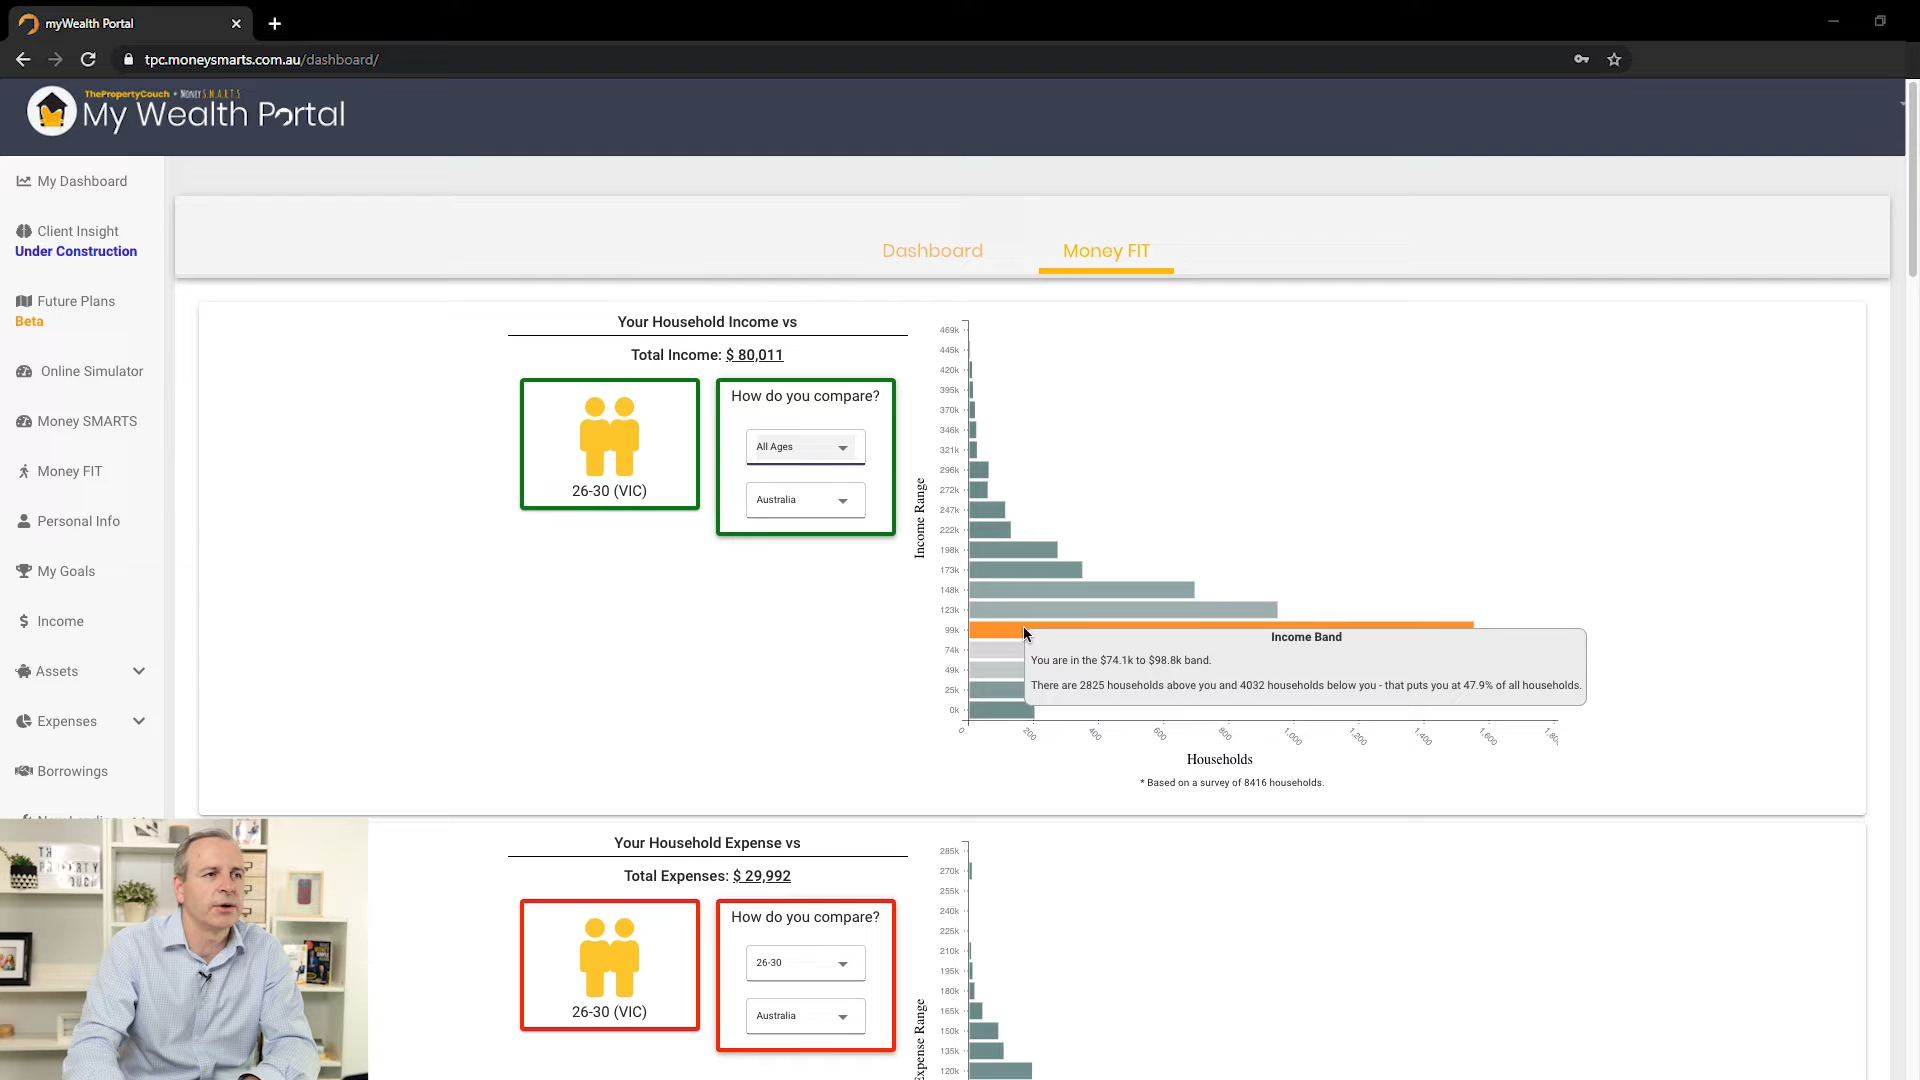 myWealth Portal
tpc.moneysmarts.com.au/dashboard/
ThePropertyCouch + MONEY SMARTS
My Wealth Portal
My Dashboard
Client Insight
Under Construction
Future Plans
Beta
Online Simulator
Money SMARTS
Money FIT
Personal Info
My Goals
Income
Assets
Expenses
Borrowings
Dashboard
Money FIT
Your Household Income vs
Total Income: $ 80,011
26-30 (VIC)
How do you compare?
All Ages
Australia
Income Range
469k
445k
420k
395k
370k
346k
321k
296k
272k
247k
222k
198k
173k
148k
123k
99k
74k
49k
25k
0k
Income Band
You are in the $74.1k to $98.8k band.
There are 2825 households above you and 4032 households below you - that puts you at 47.9% of all households.
0
200
400
600
800
1,000
1,200
1,400
1,600
Households
* Based on a survey of 8416 households.
Your Household Expense vs
Total Expenses: $ 29,992
26-30 (VIC)
How do you compare?
26-30
Australia
Expense Range
285k
270k
255k
240k
225k
210k
195k
180k
165k
150k
135k
120k